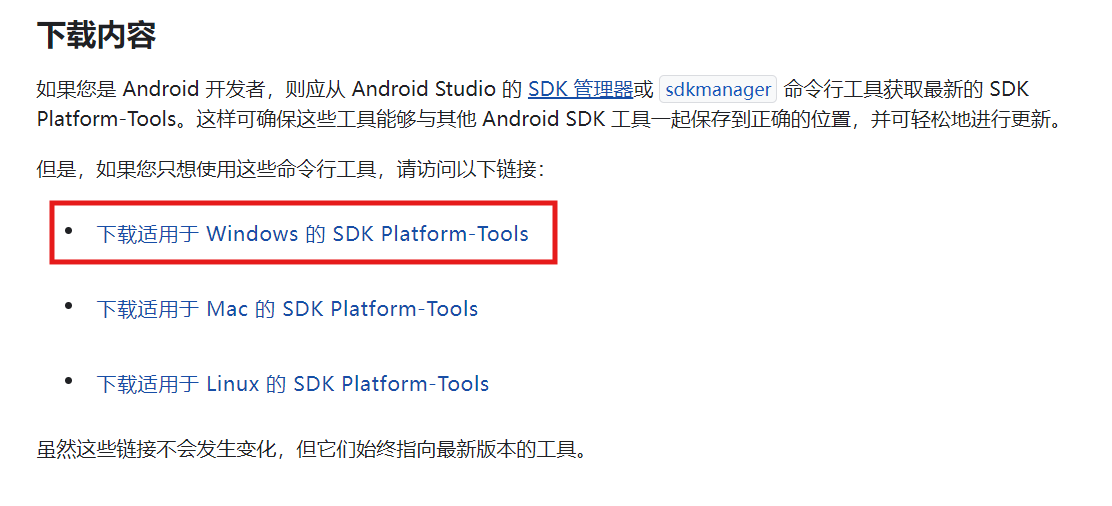 下载内容
如果您是 Android 开发者，则应从 Android Studio 的 SDK 管理器或 sdkmanager 命令行工具获取最新的 SDK
Platform-Tools。这样可确保这些工具能够与其他 Android SDK 工具一起保存到正确的位置，并可轻松地进行更新。
但是，如果您只想使用这些命令行工具，请访问以下链接：
• 下载适用于 Windows 的 SDK Platform-Tools
• 下载适用于 Mac 的 SDK Platform-Tools
• 下载适用于 Linux 的 SDK Platform-Tools
虽然这些链接不会发生变化，但它们始终指向最新版本的工具。